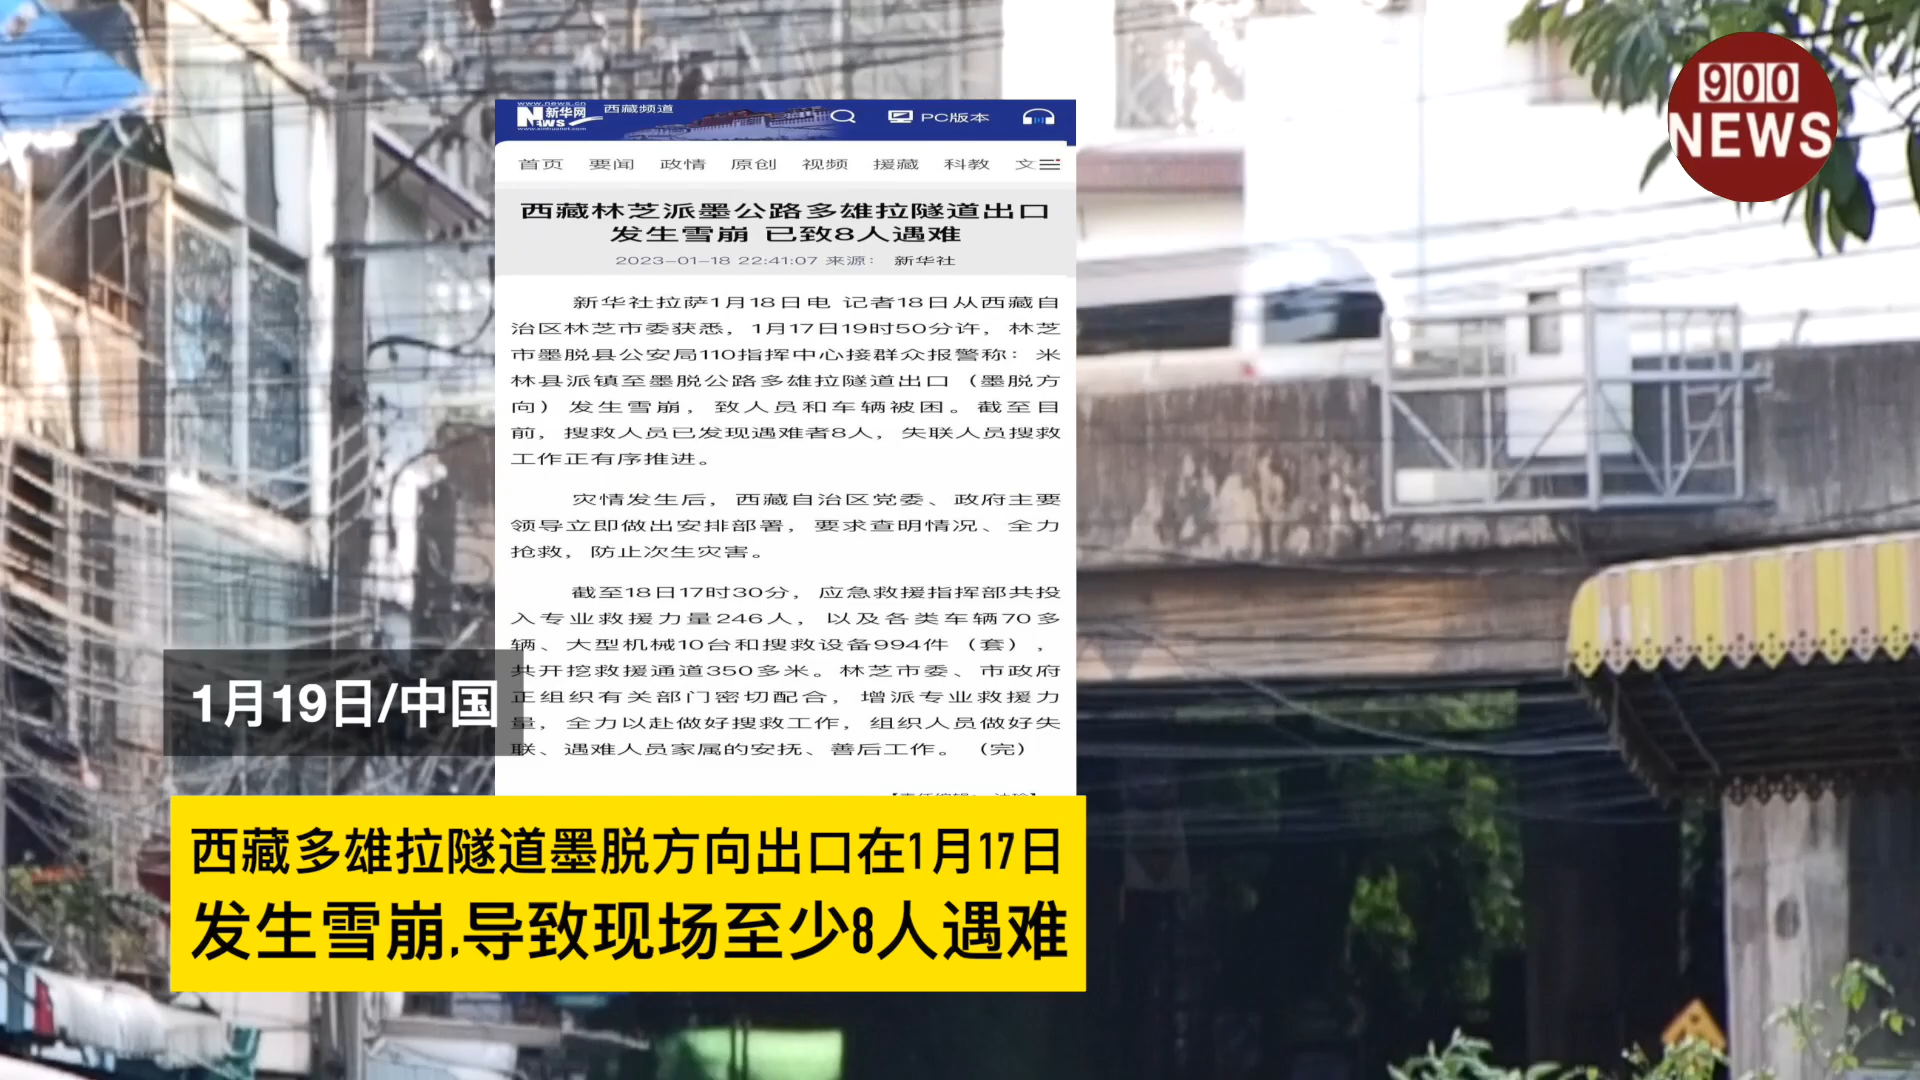 900
NEWS
www.news.cn
新华网
NEWS
www.xinhuanet.com
西藏频道
PC版本
首页 要闻 政情 原创 视频 援藏 科教 文
西藏林芝派墨公路多雄拉隧道出口
发生雪崩 已致8人遇难
2023-01-18 22:41:07 来源： 新华社
新华社拉萨1月18日电 记者18日从西藏自
治区林芝市委获悉，1月17日19时50分许，林芝
市墨脱县公安局110指挥中心接群众报警称：米
林县派镇至墨脱公路多雄拉隧道出口（墨脱方
向）发生雪崩，致人员和车辆被困。截至目
前，搜救人员已发现遇难者8人，失联人员搜救
工作正有序推进。
灾情发生后，西藏自治区党委、政府主要
领导立即做出安排部署，要求查明情况、全力
抢救，防止次生灾害。
截至18日17时30分，应急救援指挥部共投
入专业救援力量246人，以及各类车辆70多
辆、大型机械10台和搜救设备994件（套），
共开挖救援通道350多米。林芝市委、市政府
正组织有关部门密切配合，增派专业救援力
量，全力以赴做好搜救工作，组织人员做好失
联、遇难人员家属的安抚、善后工作。（完）
1月19日/中国
西藏多雄拉隧道墨脱方向出口在1月17日
发生雪崩,导致现场至少8人遇难